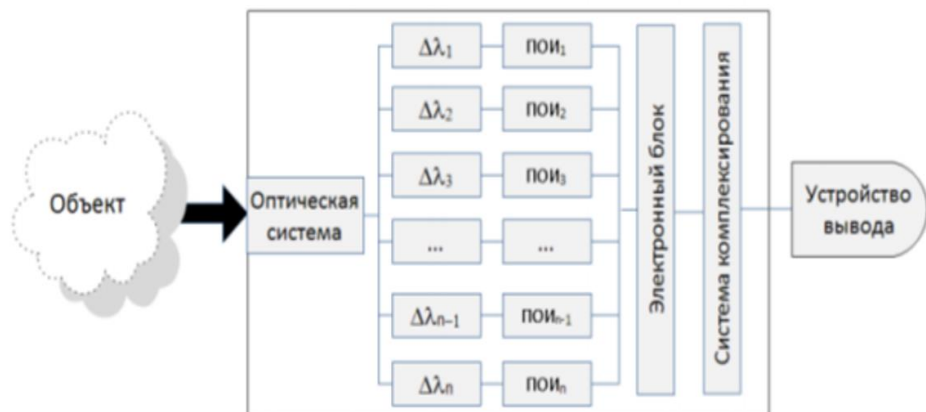 Объект
Оптическая
система
Δλ₁
пои₁
Δλ₂
пои₂
Δλ₃
пои₃
...
...
Δλₙ₋₁
поиₙ₋₁
Δλₙ
поиₙ
Электронный блок
Система комплексирования
Устройство
вывода